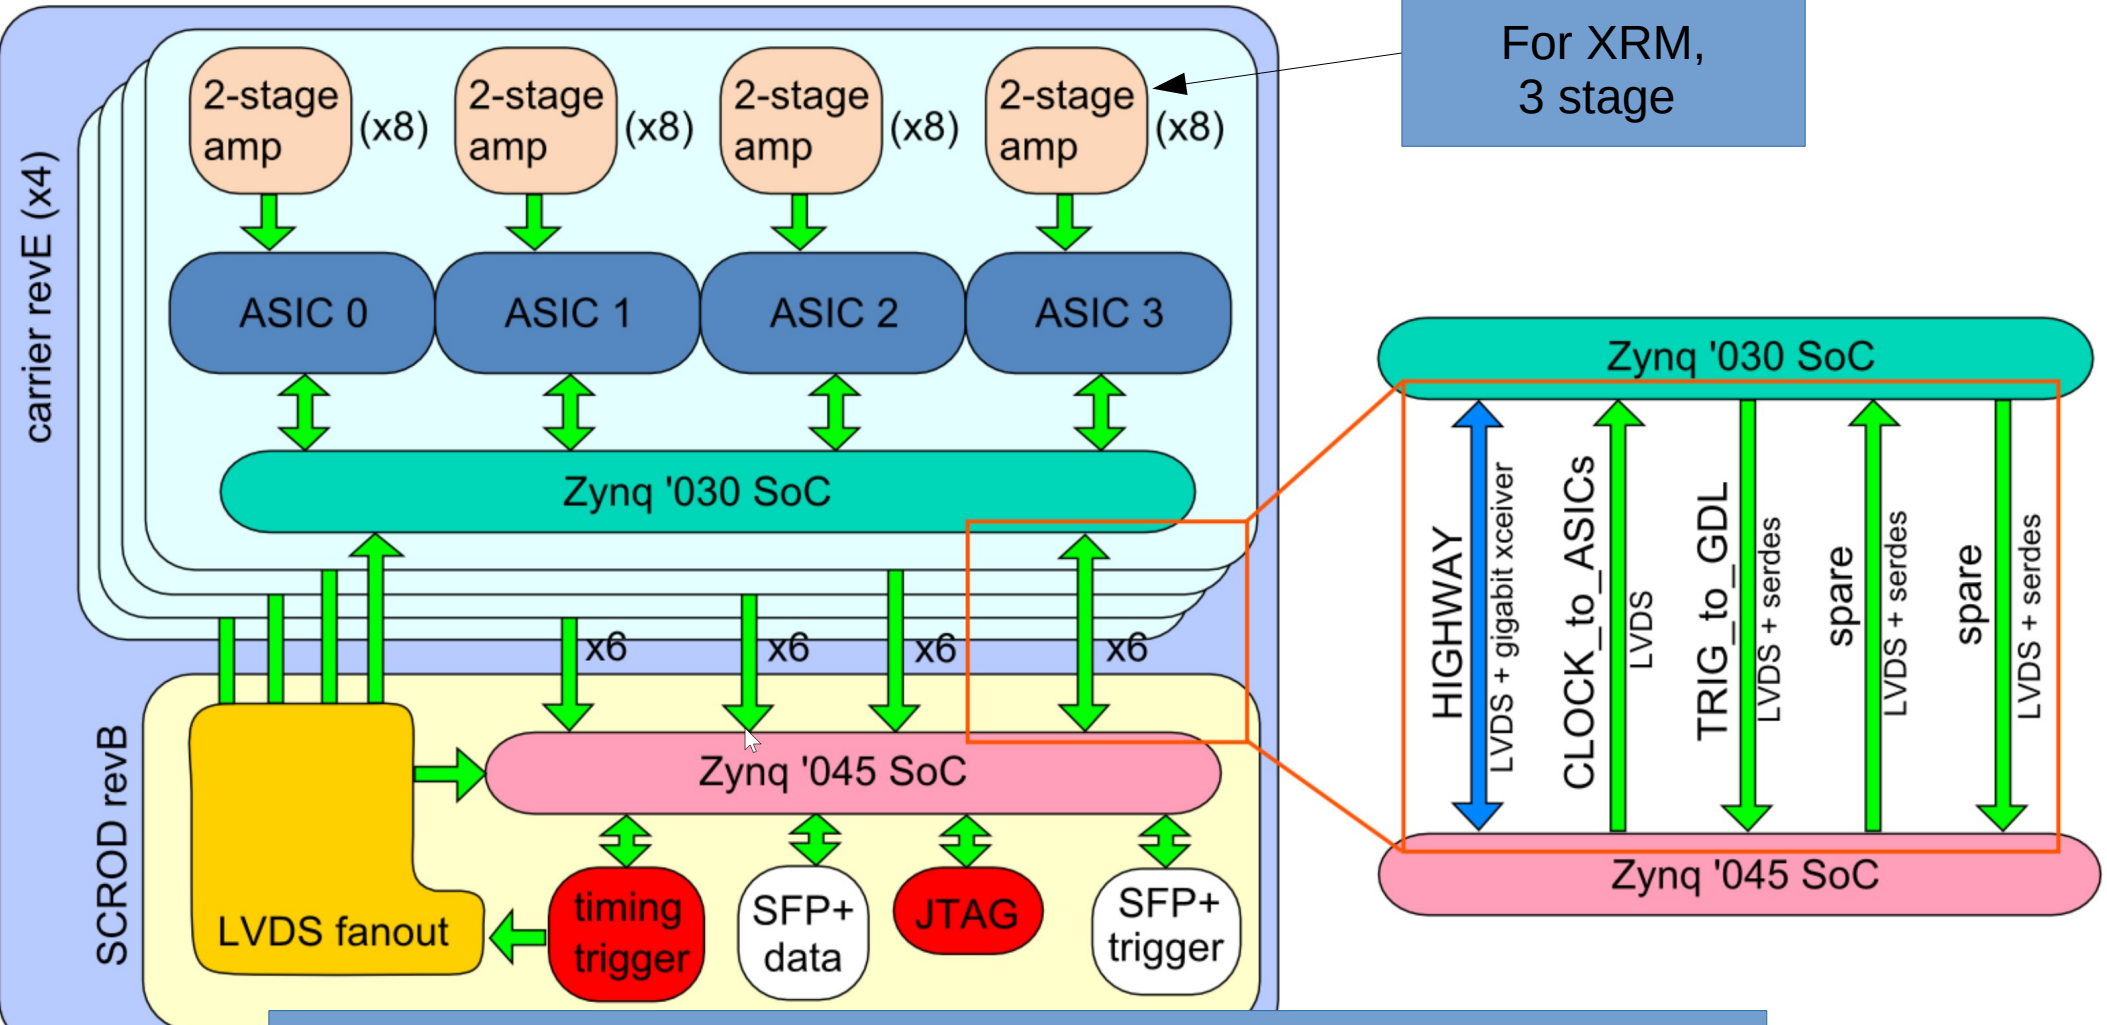 For XRM,
3 stage
carrier revE (x4)
2-stage
amp
(x8)
2-stage
amp
(x8)
2-stage
amp
(x8)
2-stage
amp
(x8)
ASIC 0
ASIC 1
ASIC 2
ASIC 3
Zynq '030 SoC
x6
x6
x6
x6
SCROD revB
Zynq '045 SoC
LVDS fanout
timing
trigger
SFP+
data
JTAG
SFP+
trigger
Zynq '030 SoC
HIGHWAY
LVDS + gigabit xceiver
CLOCK_to_ASICs
LVDS
TRIG_to_GDL
LVDS + serdes
spare
LVDS + serdes
spare
LVDS + serdes
Zynq '045 SoC